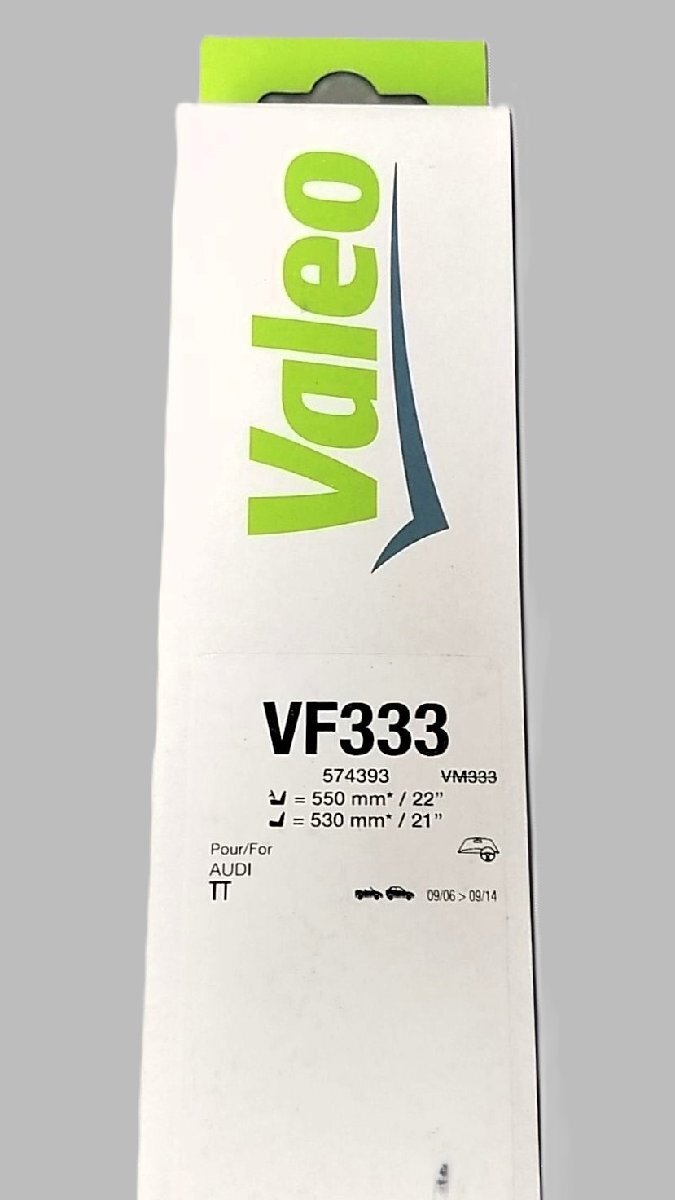 Valeo
VF333
574393 VM333
= 550 mm* / 22"
= 530 mm* / 21"
Pour/For
AUDI
TT 09/06 > 09/14